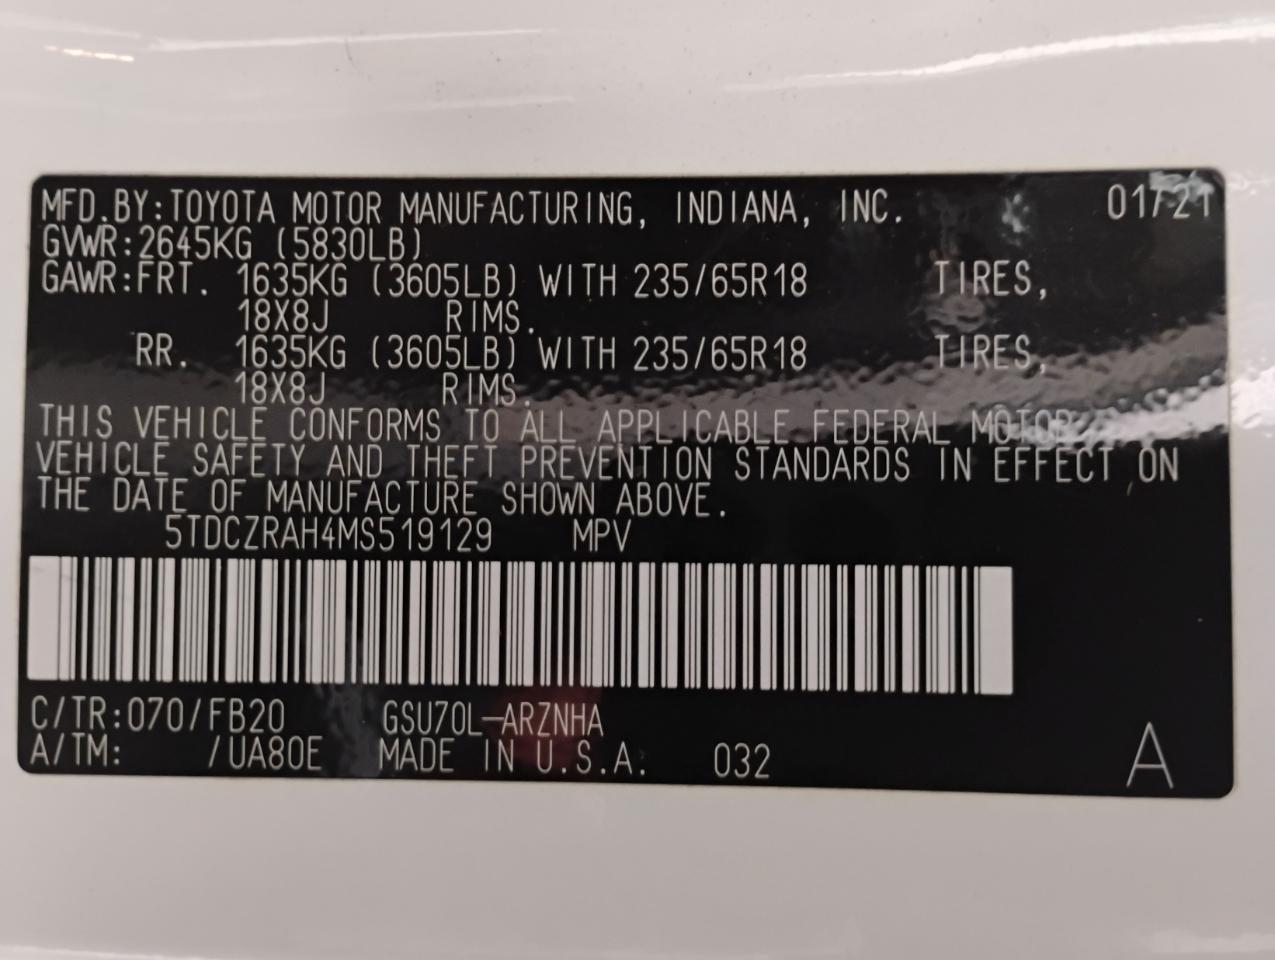 MFD.BY:TOYOTA MOTOR MANUFACTURING, INDIANA, INC. 01/21
GVWR:2645KG (5830LB)
GAWR:FRT. 1635KG (3605LB) WITH 235/65R18 TIRES,
18X8J RIMS.
RR. 1635KG (3605LB) WITH 235/65R18 TIRES,
18X8J RIMS.
THIS VEHICLE CONFORMS TO ALL APPLICABLE FEDERAL MOTOR
VEHICLE SAFETY AND THEFT PREVENTION STANDARDS IN EFFECT ON
THE DATE OF MANUFACTURE SHOWN ABOVE.
5TDCZRAH4MS519129 MPV
C/TR:070/FB20 GSU70L-ARZNHA
A/TM: /UA80E MADE IN U.S.A. 032
A